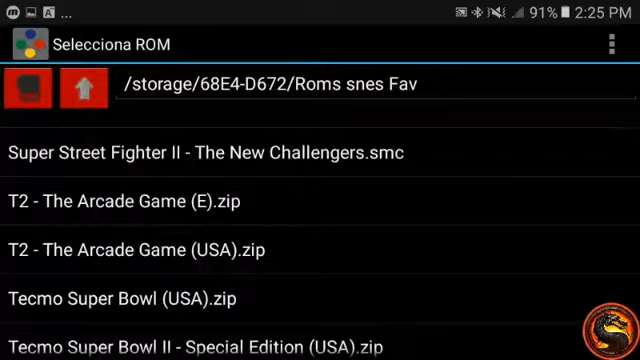 ... 91% 2:25 PM
Selecciona ROM
/storage/68E4-D672/Roms snes Fav
Super Street Fighter II - The New Challengers.smc
T2 - The Arcade Game (E).zip
T2 - The Arcade Game (USA).zip
Tecmo Super Bowl (USA).zip
Tecmo Super Bowl II - Special Edition (USA).zip